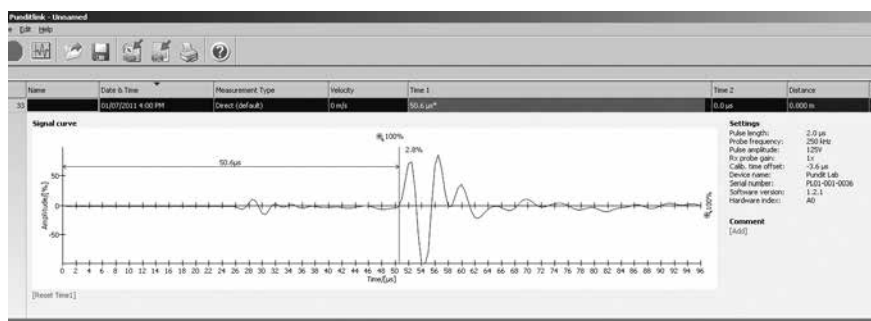 Punditlink - Unnamed
e Edit Help
Name Date & Time Measurement Type Velocity Time 1 Time 2 Distance
33 01/07/2011 4:00 PM Direct (default) 0 m/s 50.6 µs* 0.0 µs 0.000 m
Signal curve
100%
2.8%
50.6µs
50
0
-50
Amplitude[%]
100%
0 2 4 6 8 10 12 14 16 18 20 22 24 26 28 30 32 34 36 38 40 42 44 46 48 50 52 54 56 58 60 62 64 66 68 70 72 74 76 78 80 82 84 86 88 90 92 94 96
Time[µs]
[Reset Time1]
Settings
Pulse length: 2.0 µs
Probe frequency: 250 kHz
Pulse amplitude: 125V
Rx probe gain: 1x
Calib. time offset: -3.6 µs
Device name: Pundit Lab
Serial number: PL01-001-0036
Software version: 1.2.1
Hardware index: A0
Comment
[Add]